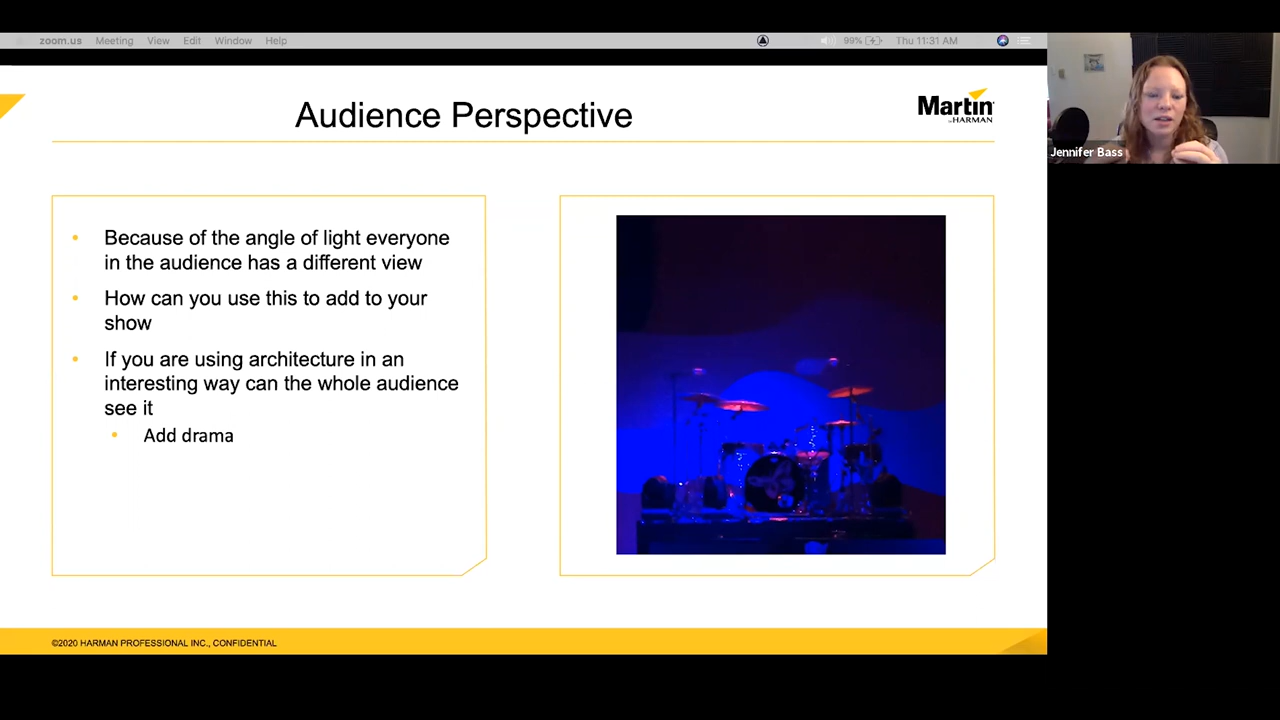 zoom.us Meeting View Edit Window Help 99% Thu 11:31 AM
Audience Perspective
Martin
by HARMAN
Jennifer Bass
• Because of the angle of light everyone
in the audience has a different view
• How can you use this to add to your
show
• If you are using architecture in an
interesting way can the whole audience
see it
• Add drama
©2020 HARMAN PROFESSIONAL INC., CONFIDENTIAL